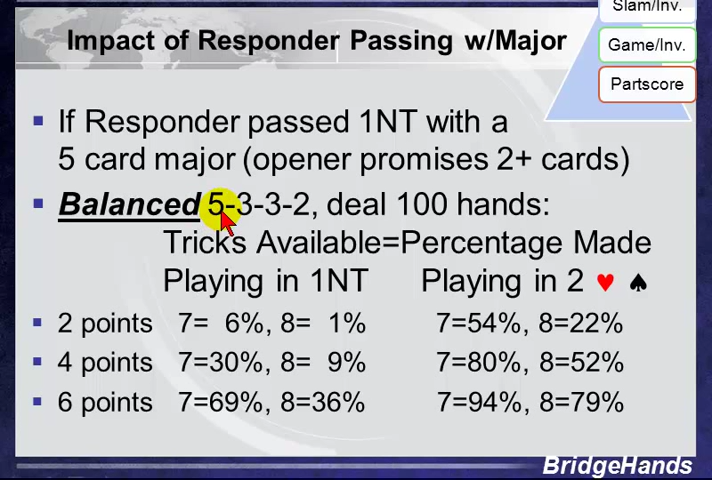 Slam/Inv.
Game/Inv.
Partscore
Impact of Responder Passing w/Major
▪ If Responder passed 1NT with a
5 card major (opener promises 2+ cards)
▪ Balanced 5-3-3-2, deal 100 hands:
Tricks Available=Percentage Made
Playing in 1NT Playing in 2 ♥ ♠
▪ 2 points 7= 6%, 8= 1% 7=54%, 8=22%
▪ 4 points 7=30%, 8= 9% 7=80%, 8=52%
▪ 6 points 7=69%, 8=36% 7=94%, 8=79%
BridgeHands